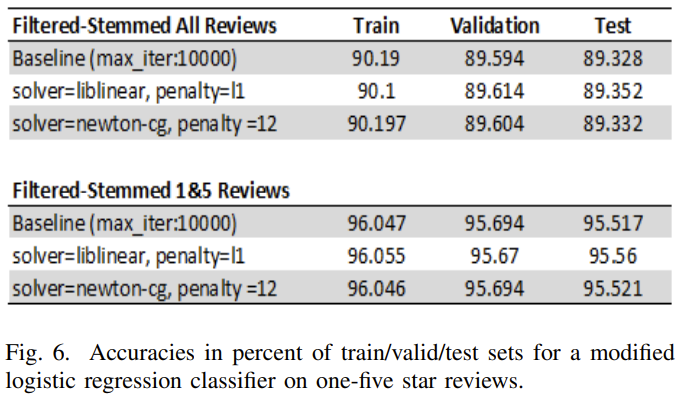 Filtered-Stemmed All Reviews Train Validation Test
Baseline (max_iter:10000) 90.19 89.594 89.328
solver=liblinear, penalty=l1 90.1 89.614 89.352
solver=newton-cg, penalty =12 90.197 89.604 89.332
Filtered-Stemmed 1&5 Reviews
Baseline (max_iter:10000) 96.047 95.694 95.517
solver=liblinear, penalty=l1 96.055 95.67 95.56
solver=newton-cg, penalty =12 96.046 95.694 95.521
Fig. 6. Accuracies in percent of train/valid/test sets for a modified
logistic regression classifier on one-five star reviews.